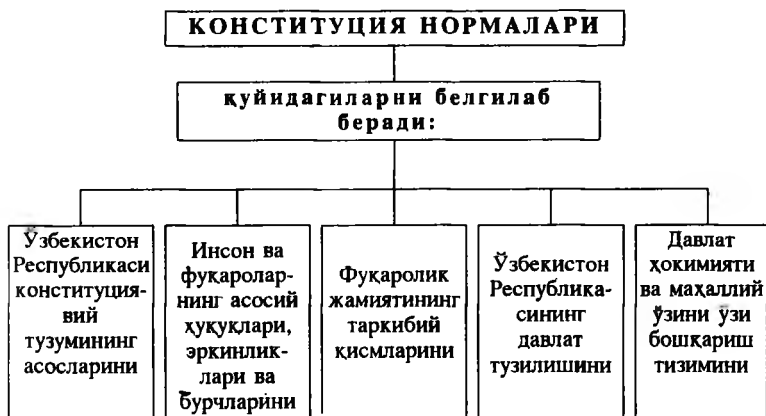 КОНСТИТУЦИЯ НОРМАЛАРИ
қуйидагиларни белгилаб
беради:
Ўзбекистон
Республикаси
конституция-
вий
тузумининг
асосларини
Инсон ва
фуқаролар-
нинг асосий
ҳуқуқлари,
эркинлик-
лари ва
бурчларини
Фуқаролик
жамиятининг
таркибий
қисмларини
Ўзбекистон
Республика-
сининг
давлат
тузилишини
Давлат
ҳокимияти
ва маҳаллий
ўзини ўзи
бошқариш
тизимини